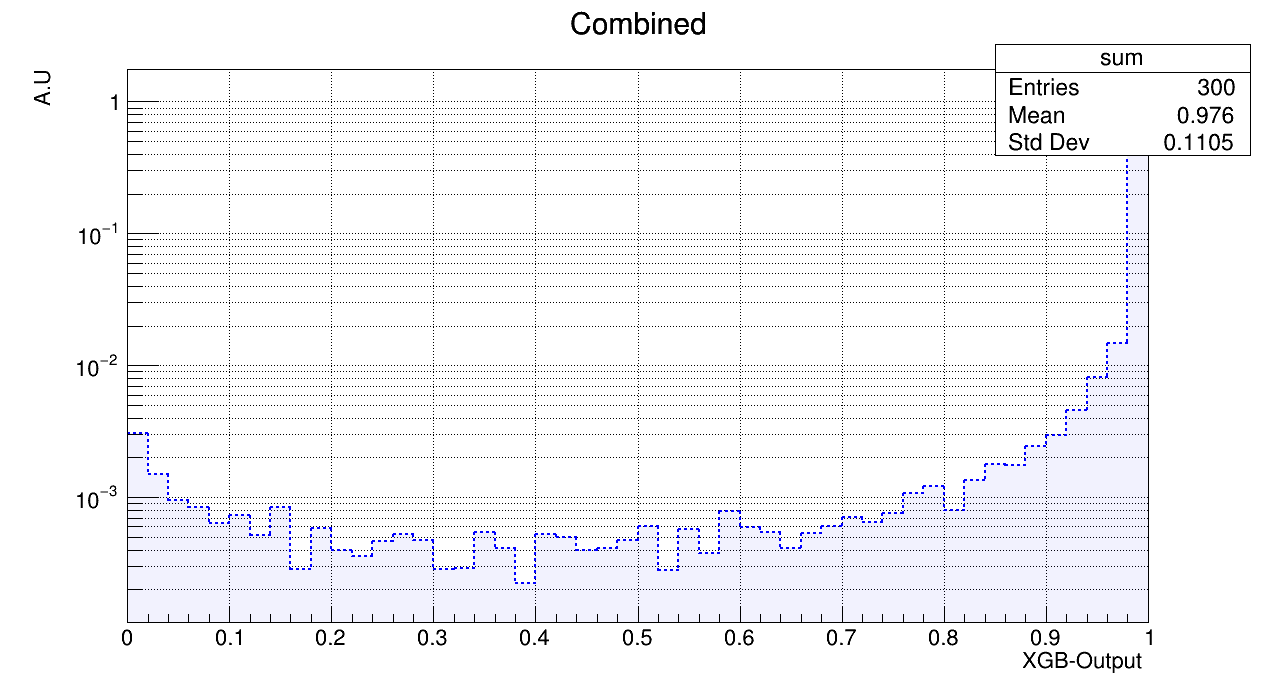 Combined
A.U
sum
Entries 300
Mean 0.976
Std Dev 0.1105
1
10⁻¹
10⁻²
10⁻³
0 0.1 0.2 0.3 0.4 0.5 0.6 0.7 0.8 0.9 1
XGB-Output